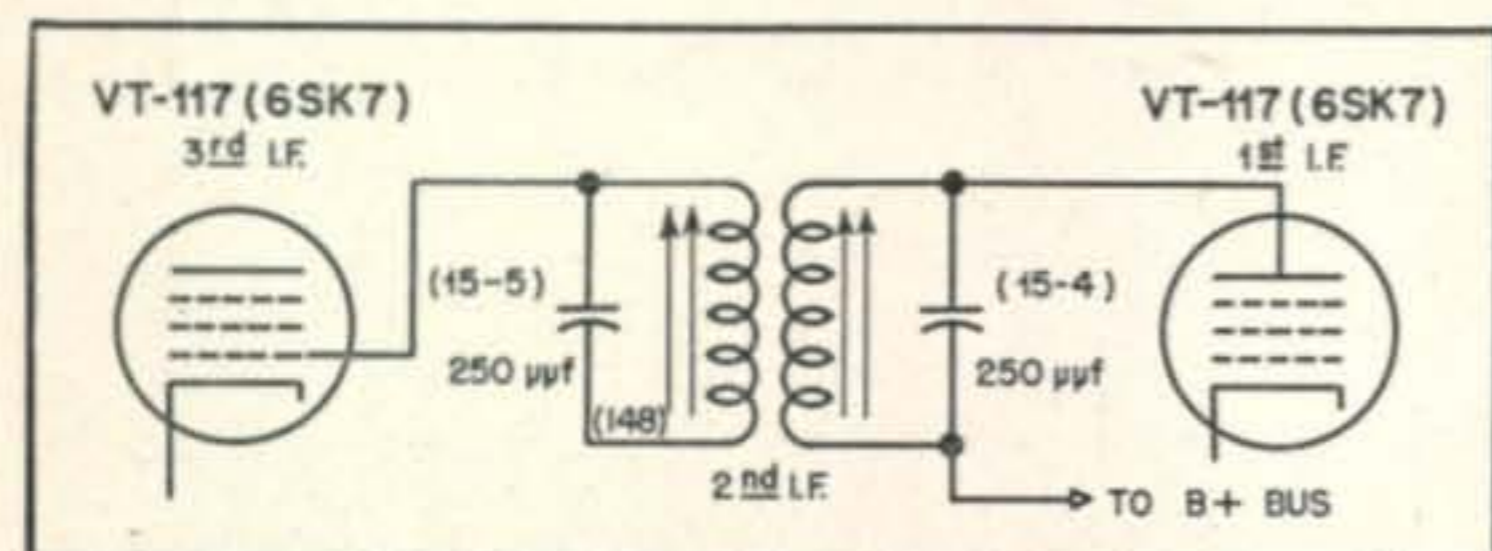 VT-117 (6SK7)
3rd I.F.
VT-117 (6SK7)
1st I.F.
(15-5)
250 μμf
(148)
(15-4)
250 μμf
2nd I.F.
TO B+ BUS